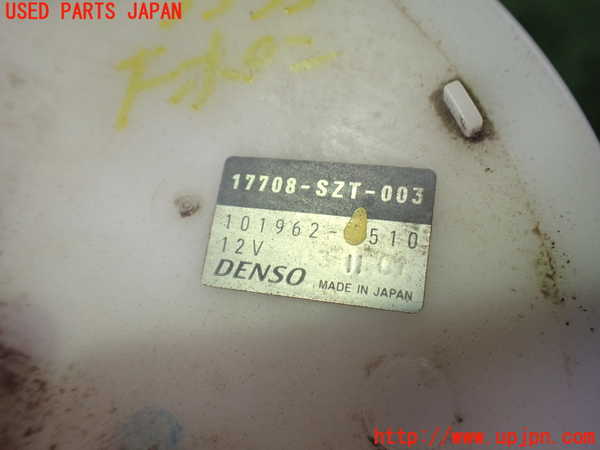 USED PARTS JAPAN
17708-SZT-003
101962-510
12V
DENSO
MADE IN JAPAN
http://www.upjpn.com